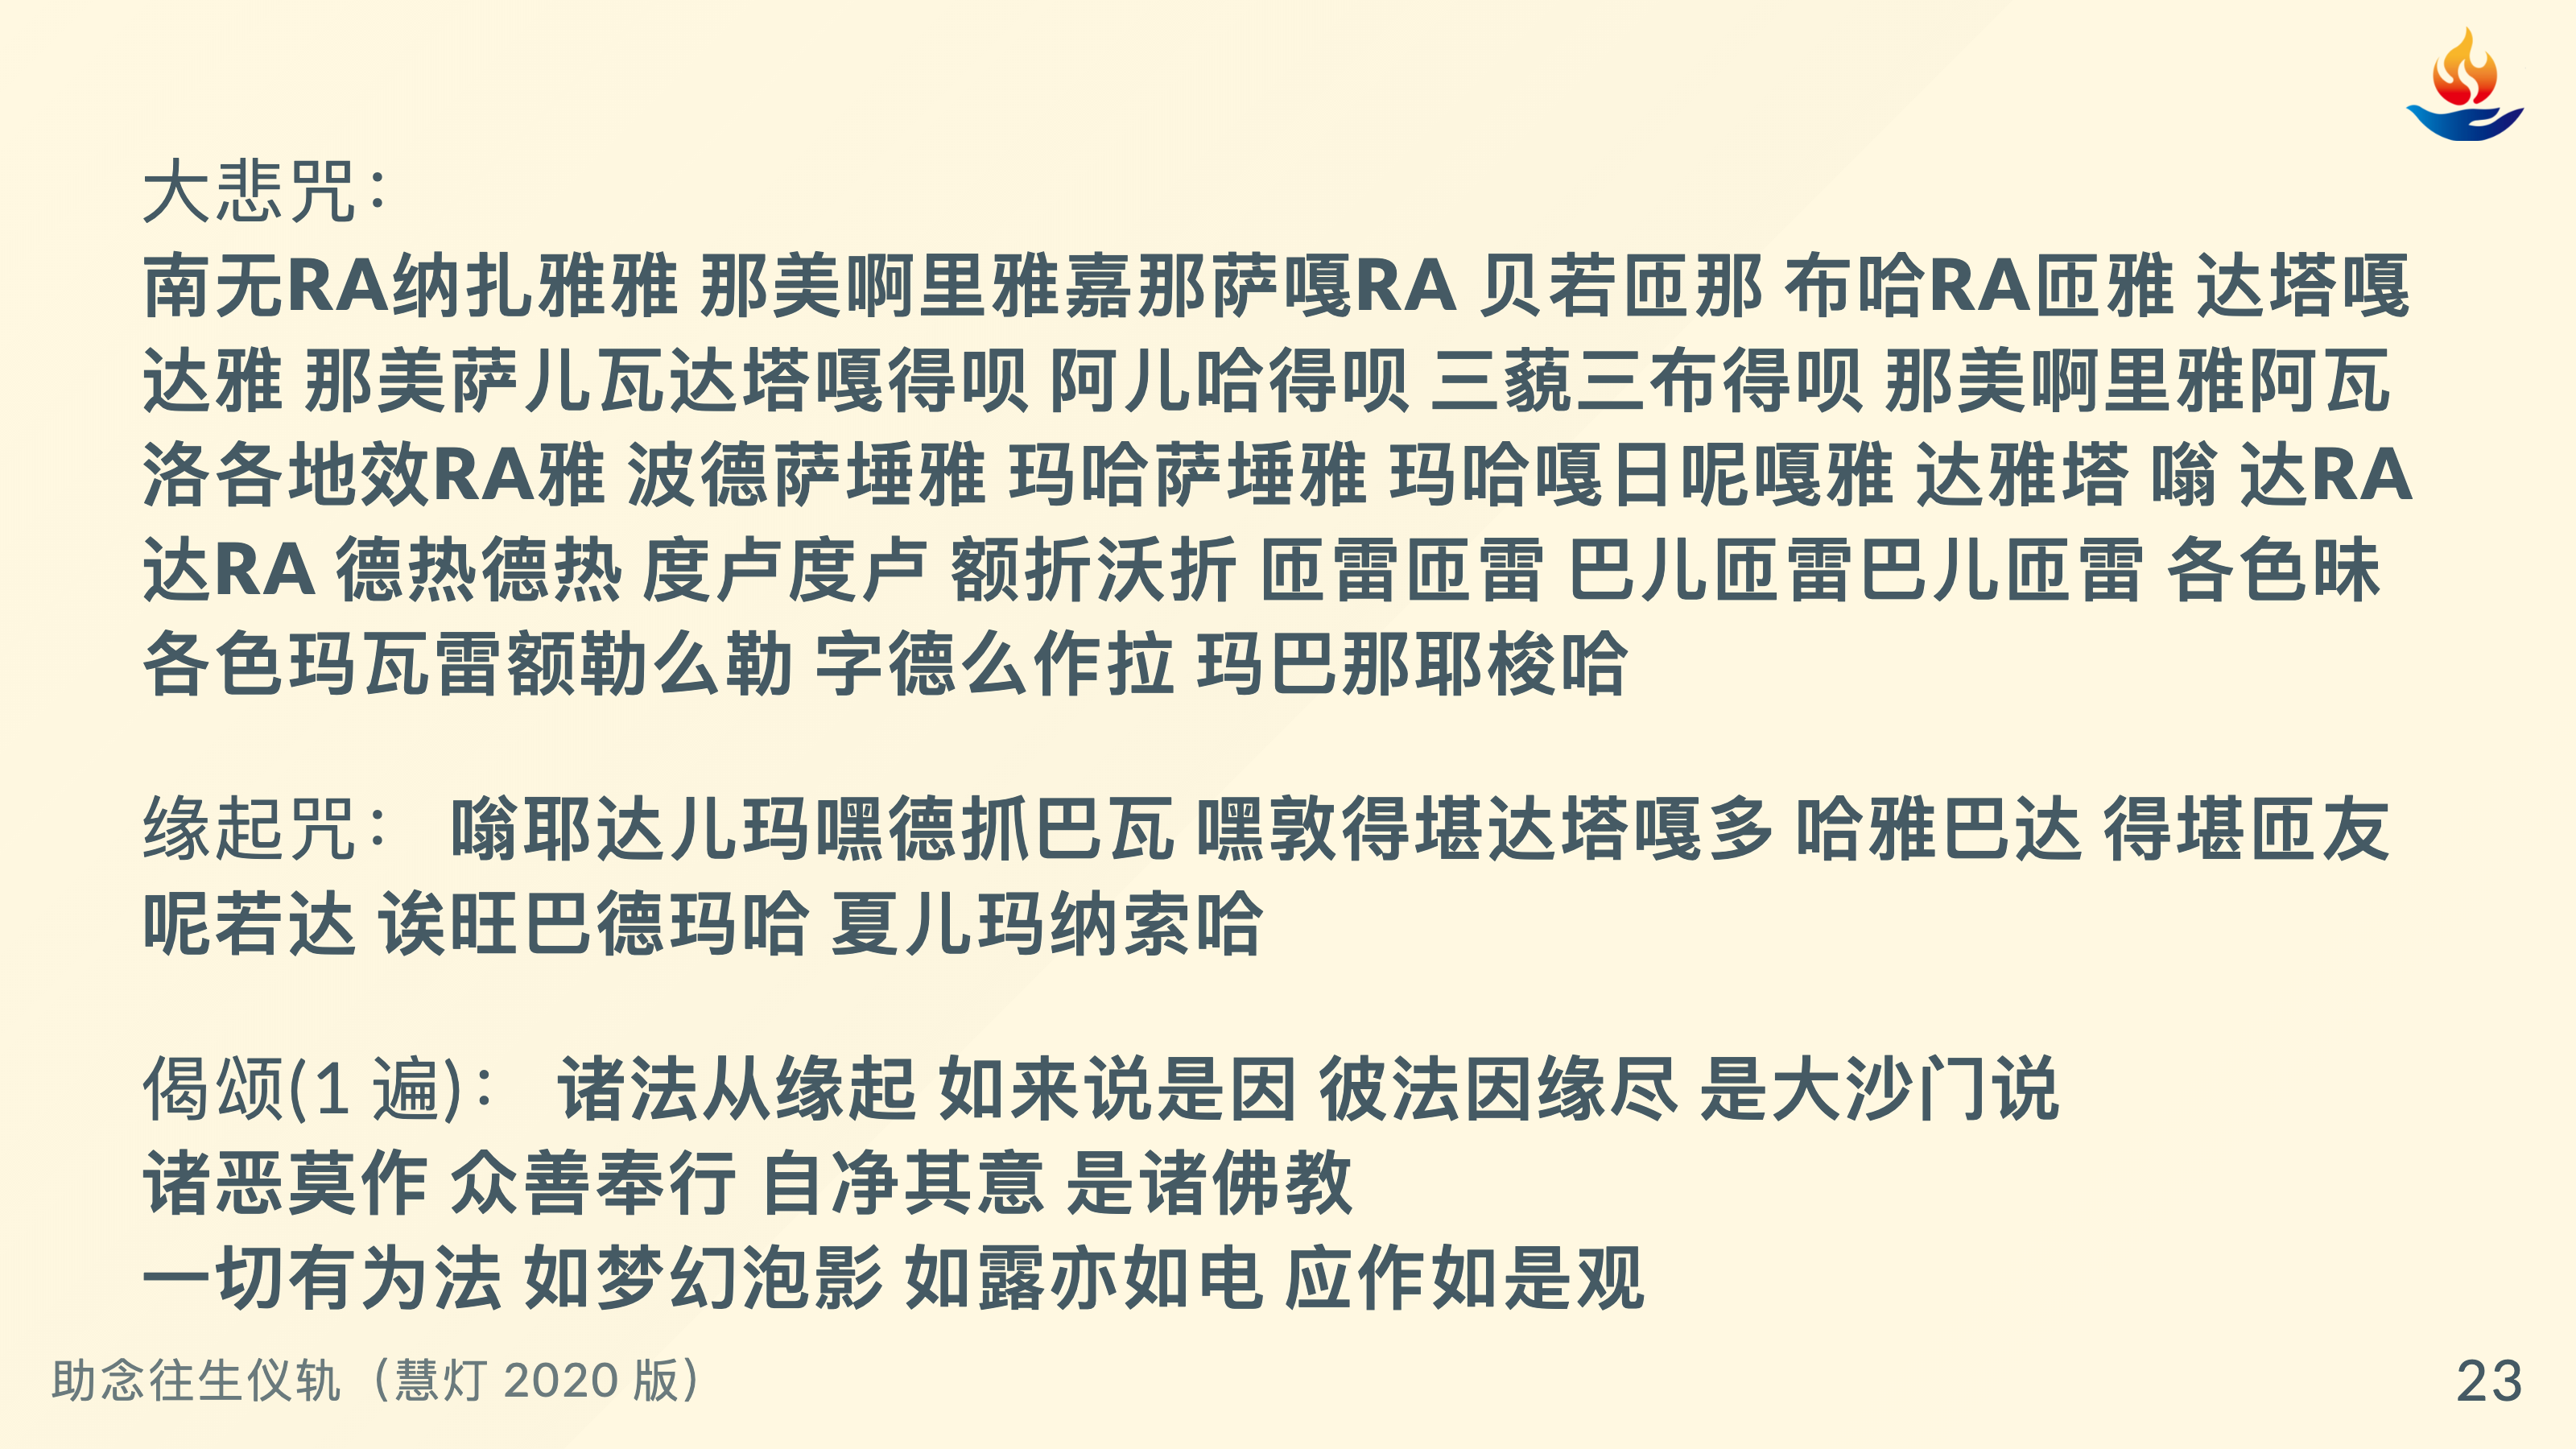 大悲咒：
南无RA纳扎雅雅 那美啊里雅嘉那萨嘎RA 贝若匝那 布哈RA匝雅 达塔嘎
达雅 那美萨儿瓦达塔嘎得呗 阿儿哈得呗 三藐三布得呗 那美啊里雅阿瓦
洛各地效RA雅 波德萨埵雅 玛哈萨埵雅 玛哈嘎日呢嘎雅 达雅塔 嗡 达RA
达RA 德热德热 度卢度卢 额折沃折 匝雷匝雷 巴儿匝雷巴儿匝雷 各色昧
各色玛瓦雷额勒么勒 字德么作拉 玛巴那耶梭哈
缘起咒： 嗡耶达儿玛嘿德抓巴瓦 嘿敦得堪达塔嘎多 哈雅巴达 得堪匝友
呢若达 诶旺巴德玛哈 夏儿玛纳索哈
偈颂(1 遍)： 诸法从缘起 如来说是因 彼法因缘尽 是大沙门说
诸恶莫作 众善奉行 自净其意 是诸佛教
一切有为法 如梦幻泡影 如露亦如电 应作如是观
助念往生仪轨（慧灯 2020 版） 23